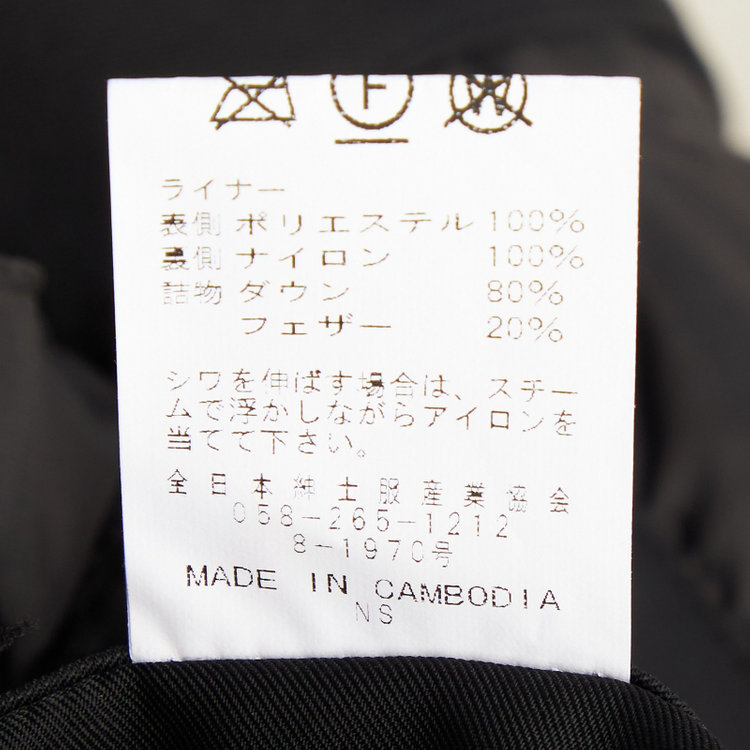 F W
ライナー
表側 ポリエステル 100%
裏側 ナイロン 100%
詰物 ダウン 80%
フェザー 20%
シワを伸ばす場合は、スチー
ムで浮かしながらアイロンを
当てて下さい。
全日本紳士服産業協会
058-265-1212
8-1970号
MADE IN CAMBODIA
NS